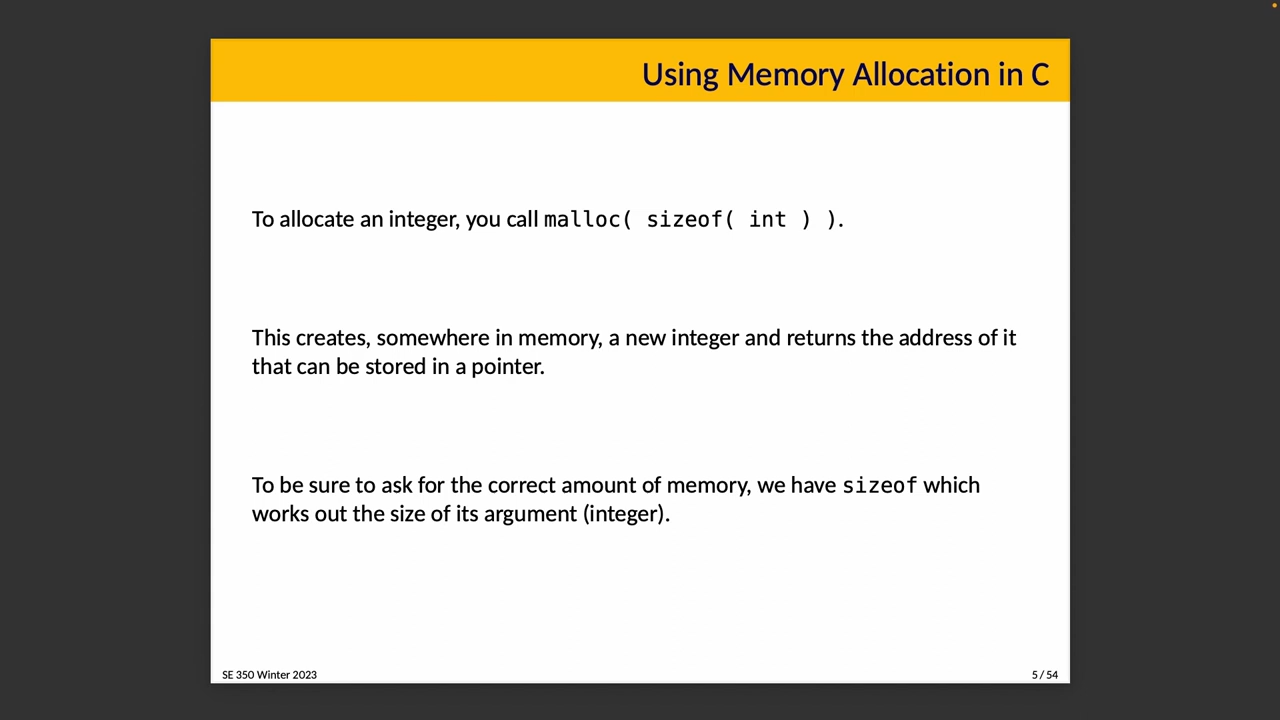 Using Memory Allocation in C
To allocate an integer, you call malloc( sizeof( int ) ).
This creates, somewhere in memory, a new integer and returns the address of it
that can be stored in a pointer.
To be sure to ask for the correct amount of memory, we have sizeof which
works out the size of its argument (integer).
SE 350 Winter 2023
5 / 54